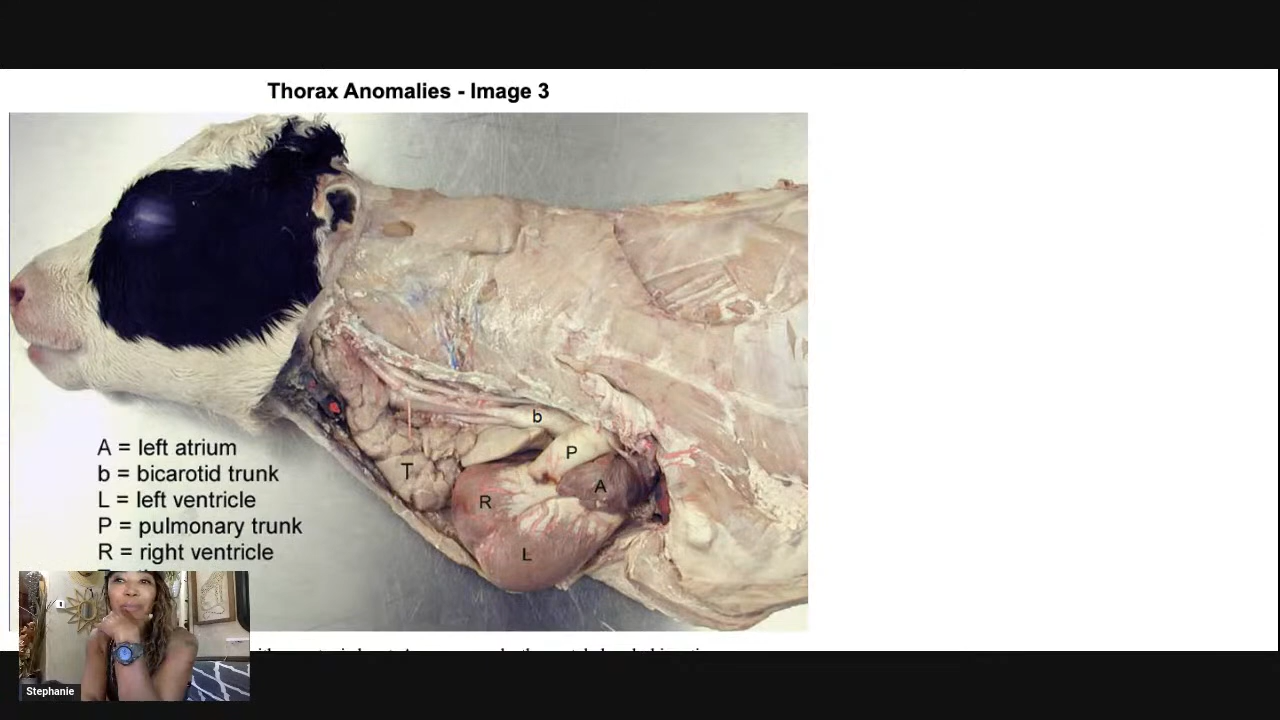 Thorax Anomalies - Image 3
b
P
A
T
R
L
A = left atrium
b = bicarotid trunk
L = left ventricle
P = pulmonary trunk
R = right ventricle
Stephanie